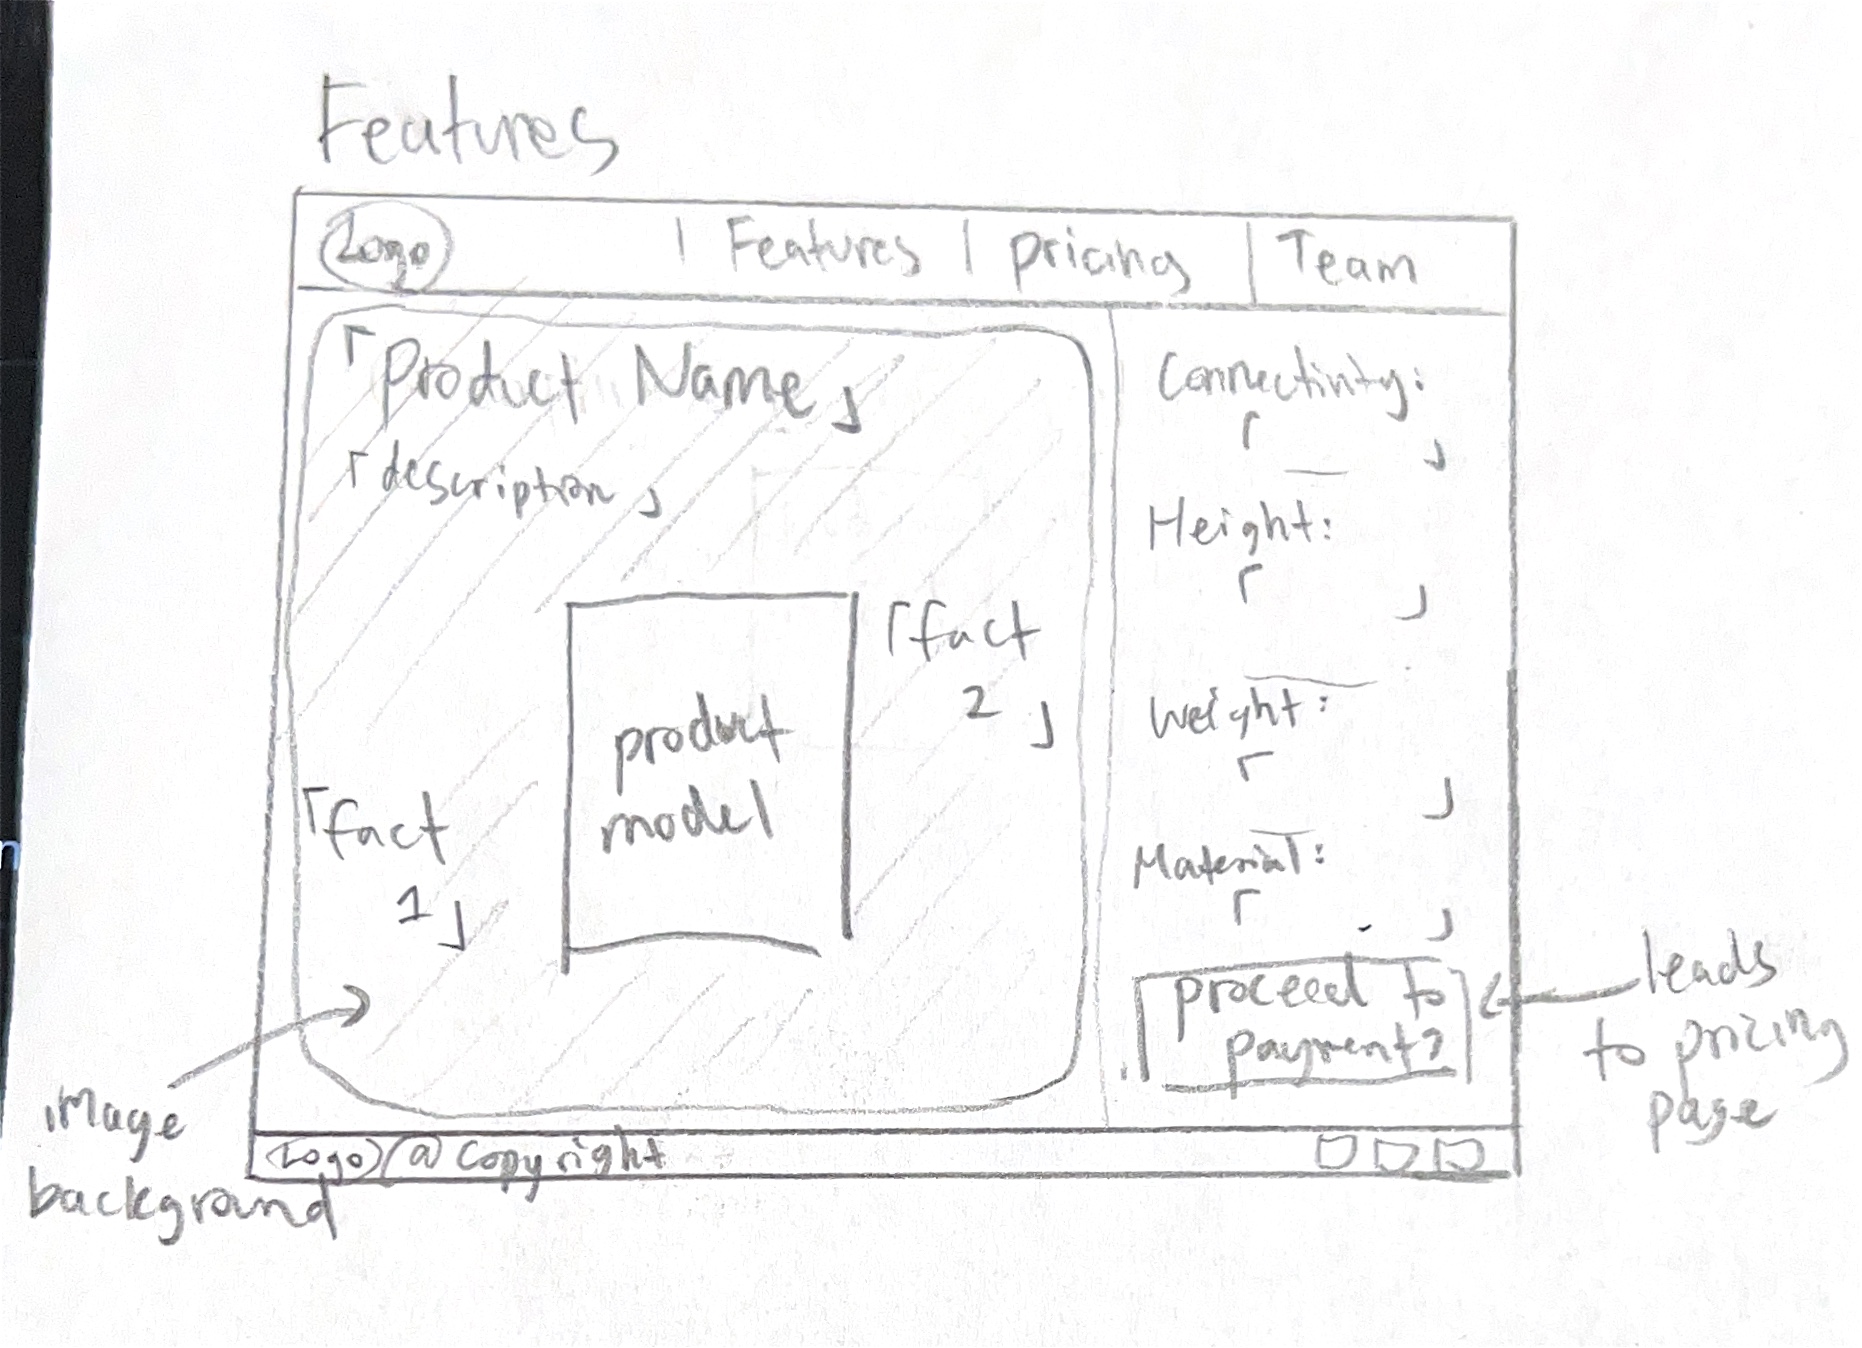 Features
Logo | Features | pricing | Team
「Product Name」
「description」
「fact
2」
product
model
「fact
1」
Connectivity:
「 」
Height:
「 」
Weight:
「 」
Material:
「 」
proceed to
payment?
leads
to pricing
page
image
background
Logo @ Copyright